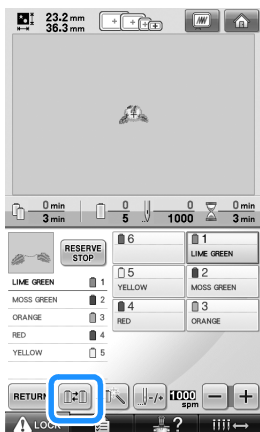 23.2 mm
36.3 mm
0 min
3 min
0
5
0
1000
0 min
3 min
RESERVE
STOP
LIME GREEN 1
MOSS GREEN 2
ORANGE 3
RED 4
YELLOW 5
6
1
LIME GREEN
5
YELLOW
2
MOSS GREEN
4
RED
3
ORANGE
RETURN
-/+
1000
spm
-
+
LOCK
?